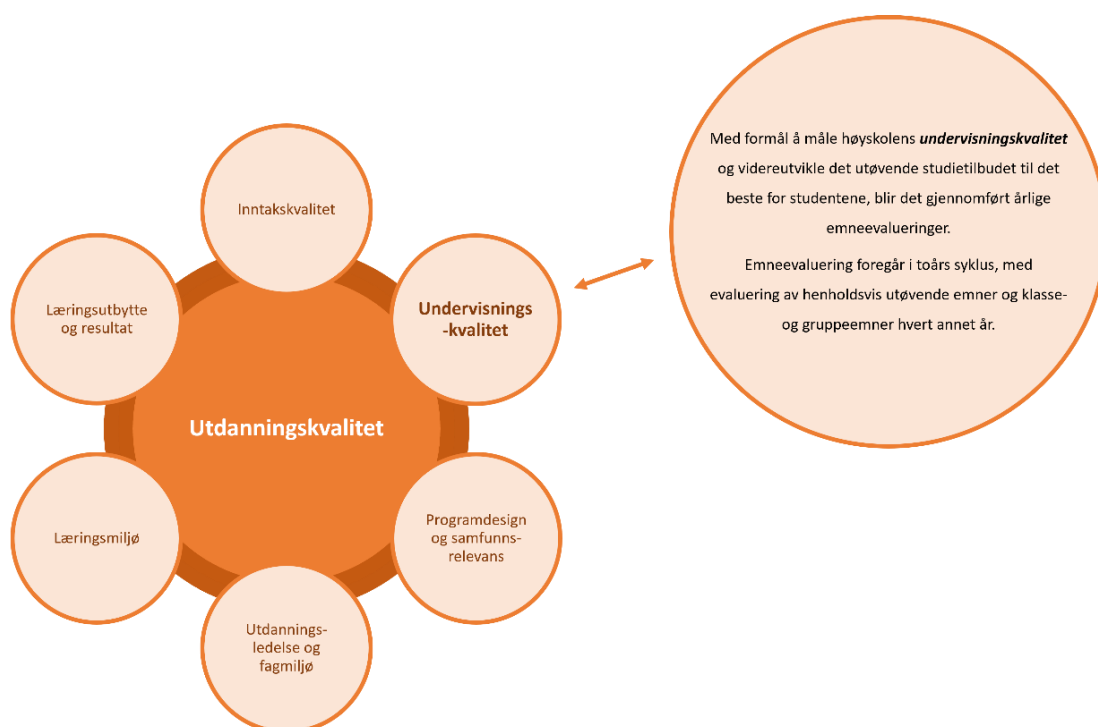 Inntakskvalitet
Undervisnings
-kvalitet
Programdesign
og samfunns-
relevans
Utdannings-
ledelse og
fagmiljø
Læringsmiljø
Læringsutbytte
og resultat
Utdanningskvalitet
Med formål å måle høyskolens undervisningskvalitet
og videreutvikle det utøvende studietilbudet til det
beste for studentene, blir det gjennomført årlige
emneevalueringer.
Emneevaluering foregår i toårs syklus, med
evaluering av henholdsvis utøvende emner og klasse-
og gruppeemner hvert annet år.